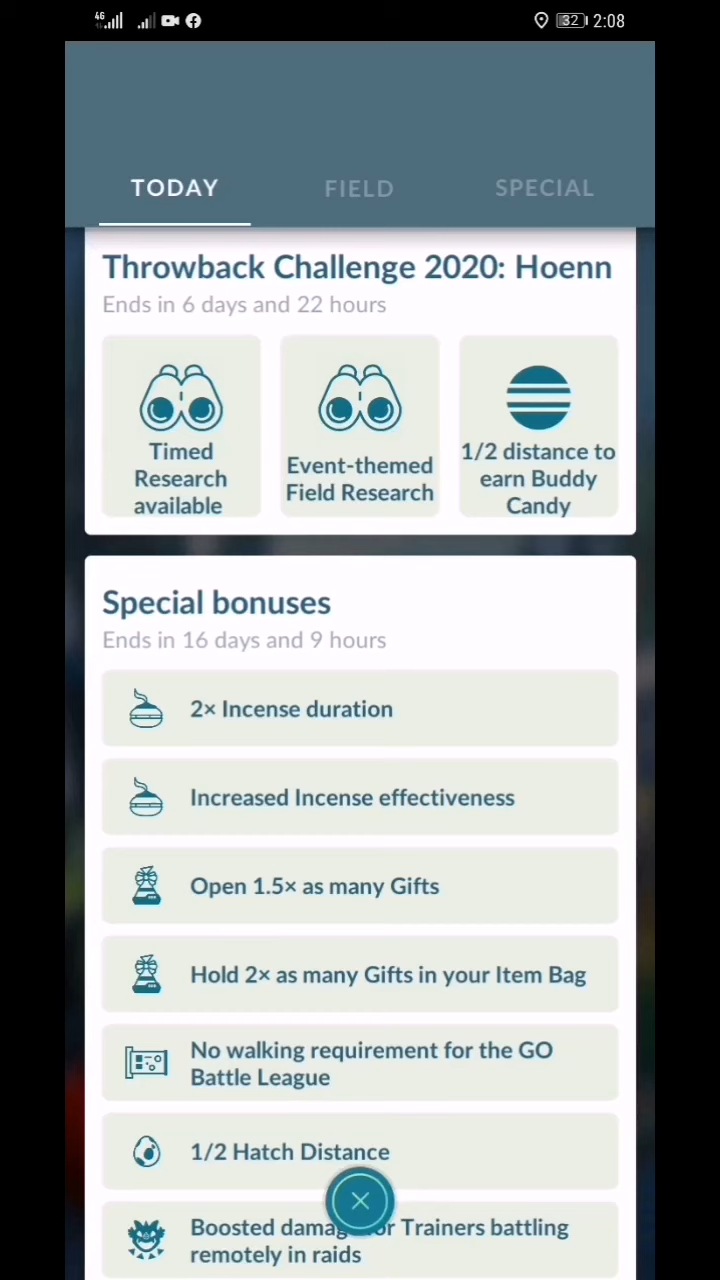 4G 32 2:08
TODAY FIELD SPECIAL
Throwback Challenge 2020: Hoenn
Ends in 6 days and 22 hours
Timed
Research
available
Event-themed
Field Research
1/2 distance to
earn Buddy
Candy
Special bonuses
Ends in 16 days and 9 hours
2× Incense duration
Increased Incense effectiveness
Open 1.5× as many Gifts
Hold 2× as many Gifts in your Item Bag
No walking requirement for the GO
Battle League
1/2 Hatch Distance
Boosted Trainers battling
remotely in raids